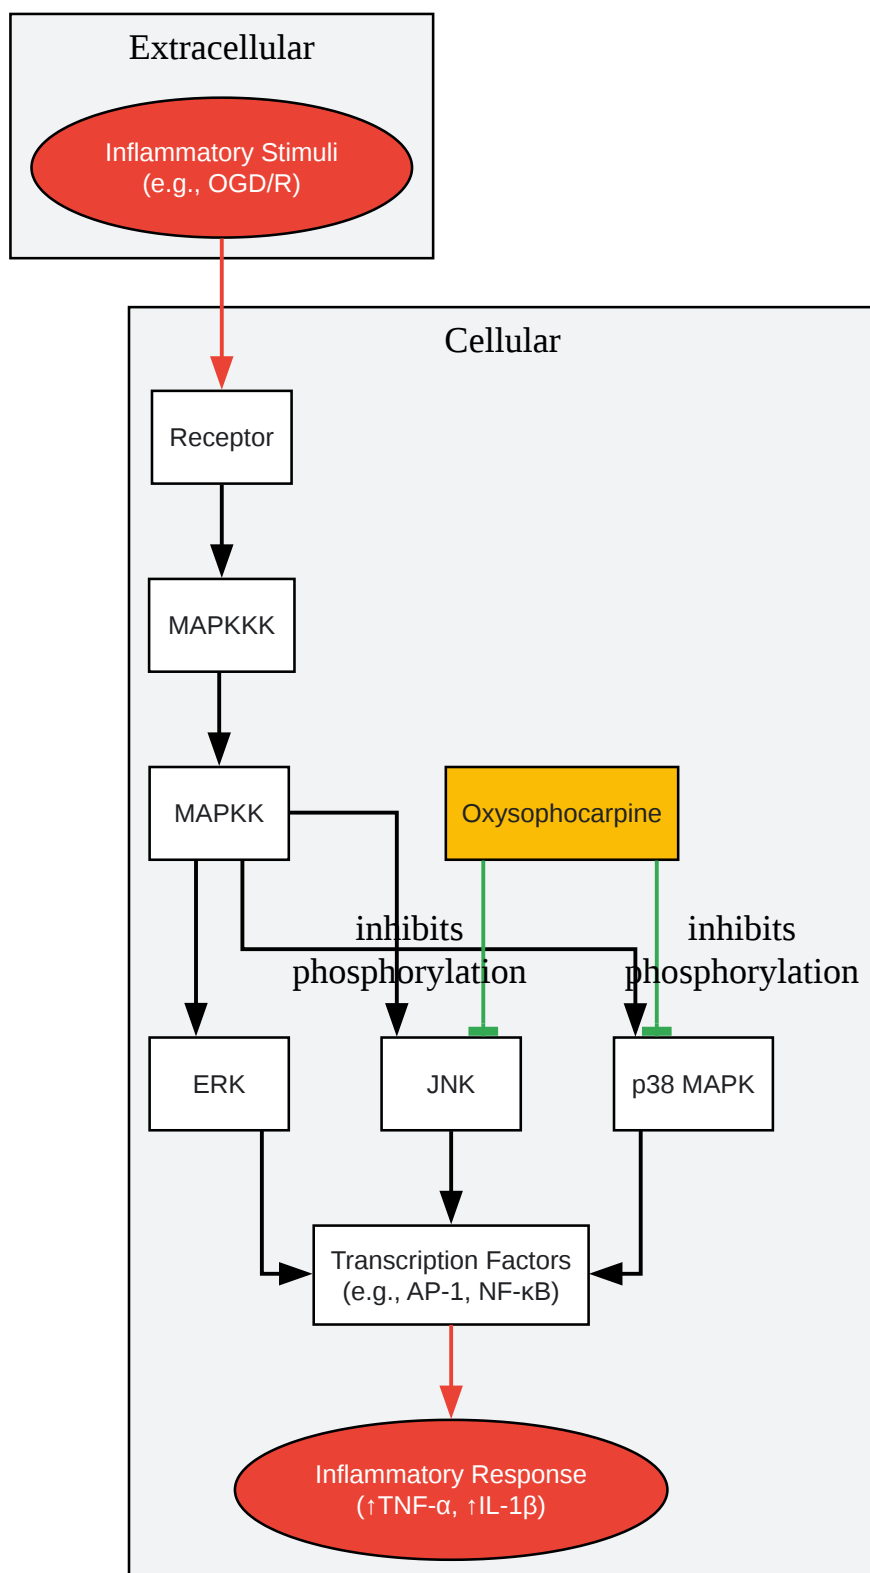 Extracellular
Inflammatory Stimuli
(e.g., OGD/R)
Cellular
Receptor
MAPKKK
MAPKK
Oxysophocarpine
inhibits
phosphorylation
inhibits
phosphorylation
ERK
JNK
p38 MAPK
Transcription Factors
(e.g., AP-1, NF-κB)
Inflammatory Response
(↑TNF-α, ↑IL-1β)